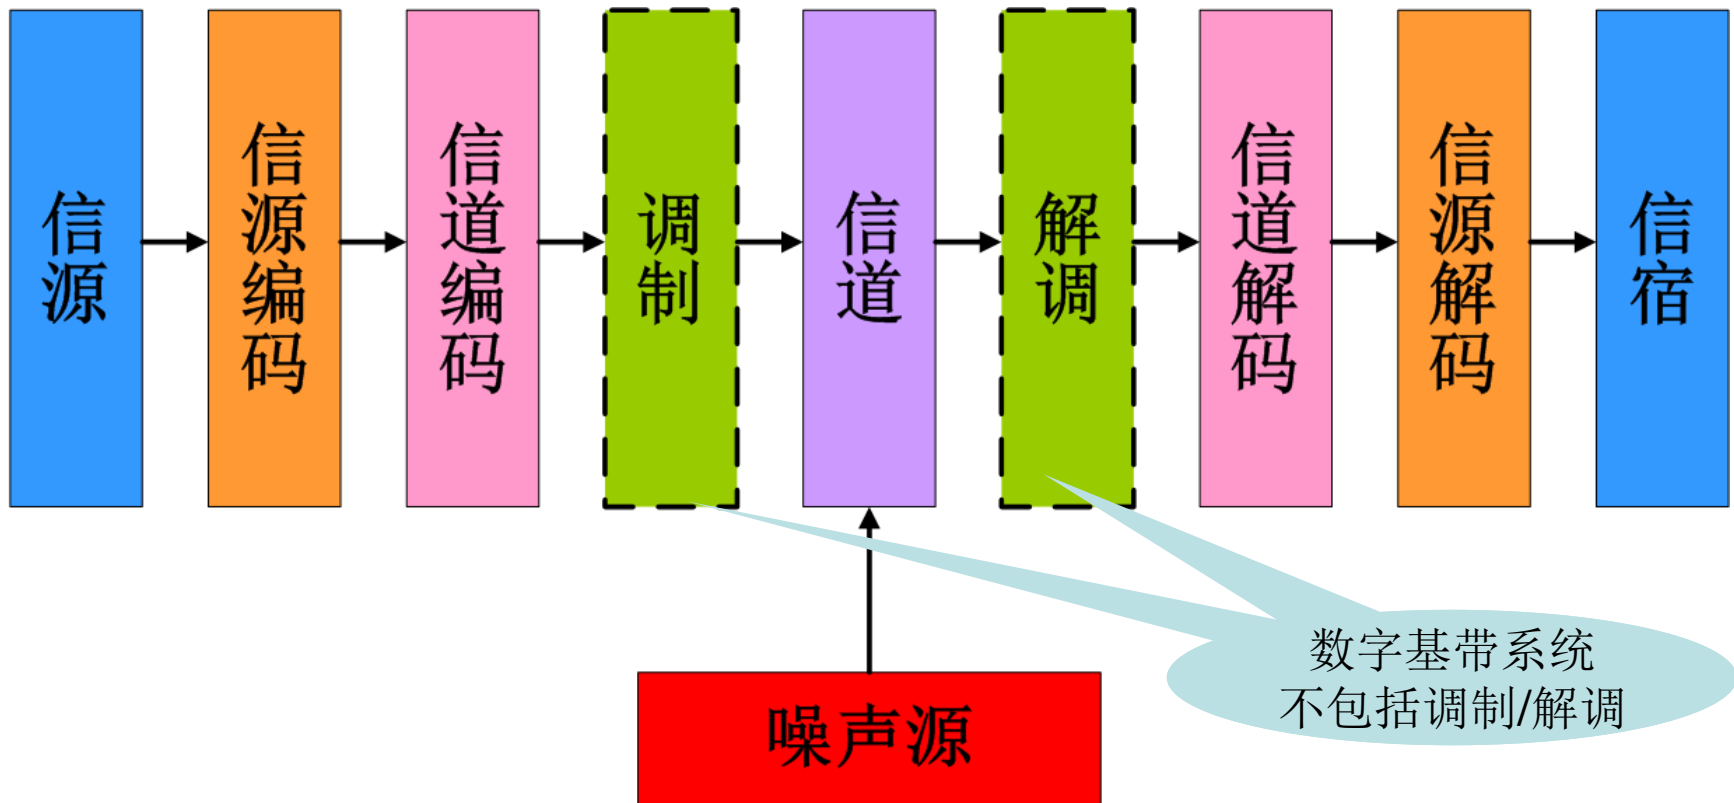 信源
信源编码
信道编码
调制
信道
解调
信道解码
信源解码
信宿
噪声源
数字基带系统
不包括调制/解调